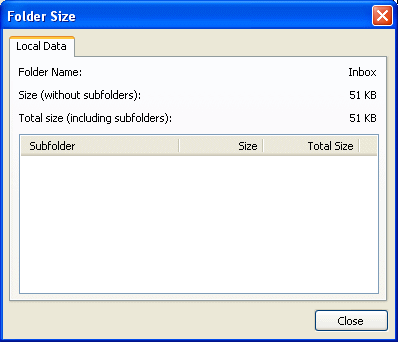 Folder Size
Local Data
Folder Name: Inbox
Size (without subfolders): 51 KB
Total size (including subfolders): 51 KB
Subfolder Size Total Size
Close